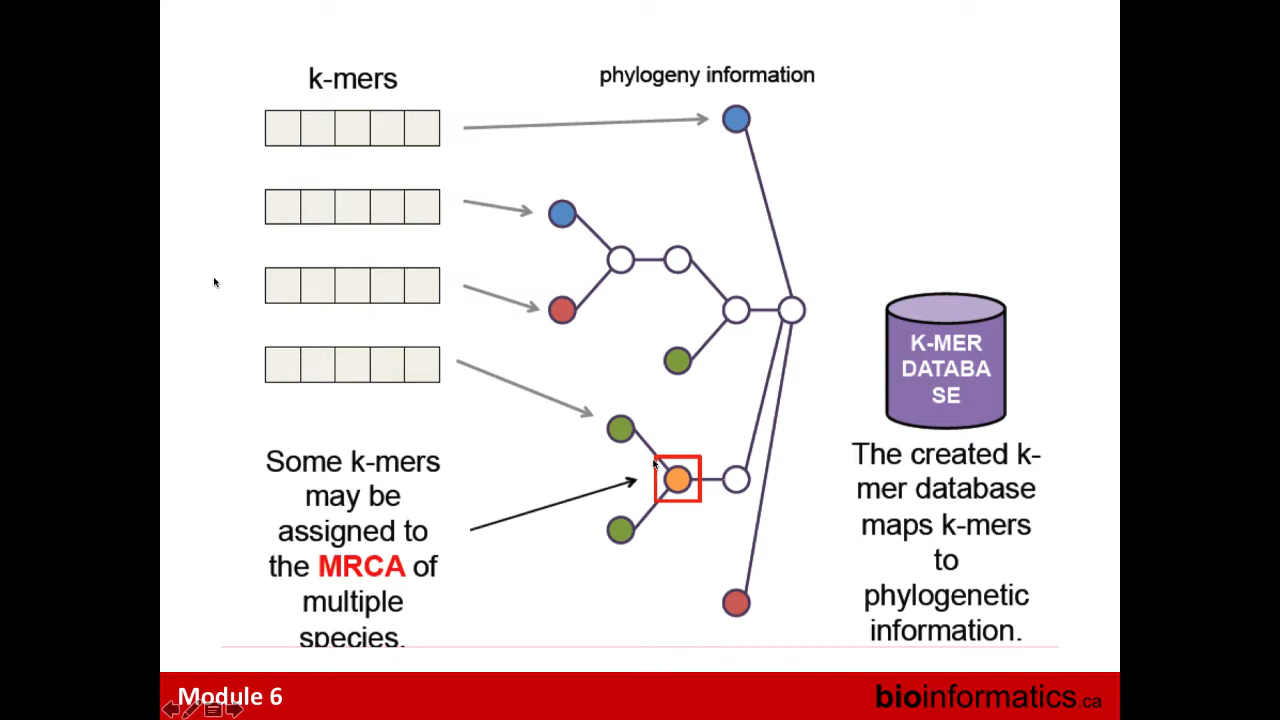 k-mers
phylogeny information
K-MER
DATABA
SE
Some k-mers
may be
assigned to
the MRCA of
multiple
species.
The created k-
mer database
maps k-mers
to
phylogenetic
information.
Module 6
bioinformatics.ca